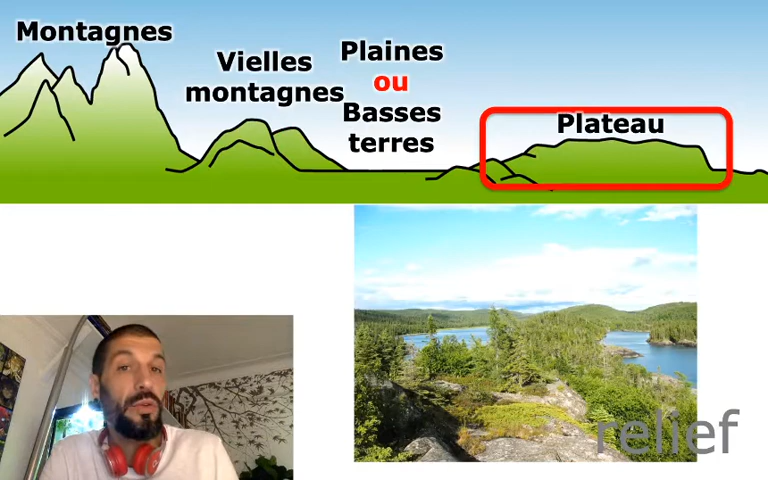 Montagnes
Vielles
montagnes
Plaines
ou
Basses
terres
Plateau
relief